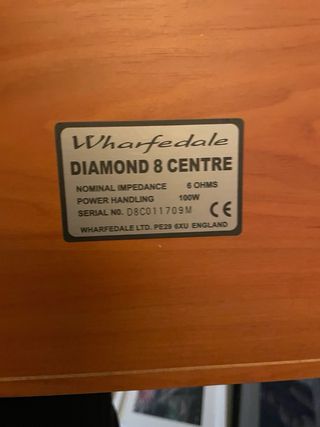 Wharfedale
DIAMOND 8 CENTRE
NOMINAL IMPEDANCE 6 OHMS
POWER HANDLING 100W
SERIAL NO. D8C011709M CE
WHARFEDALE LTD. PE29 6XU ENGLAND